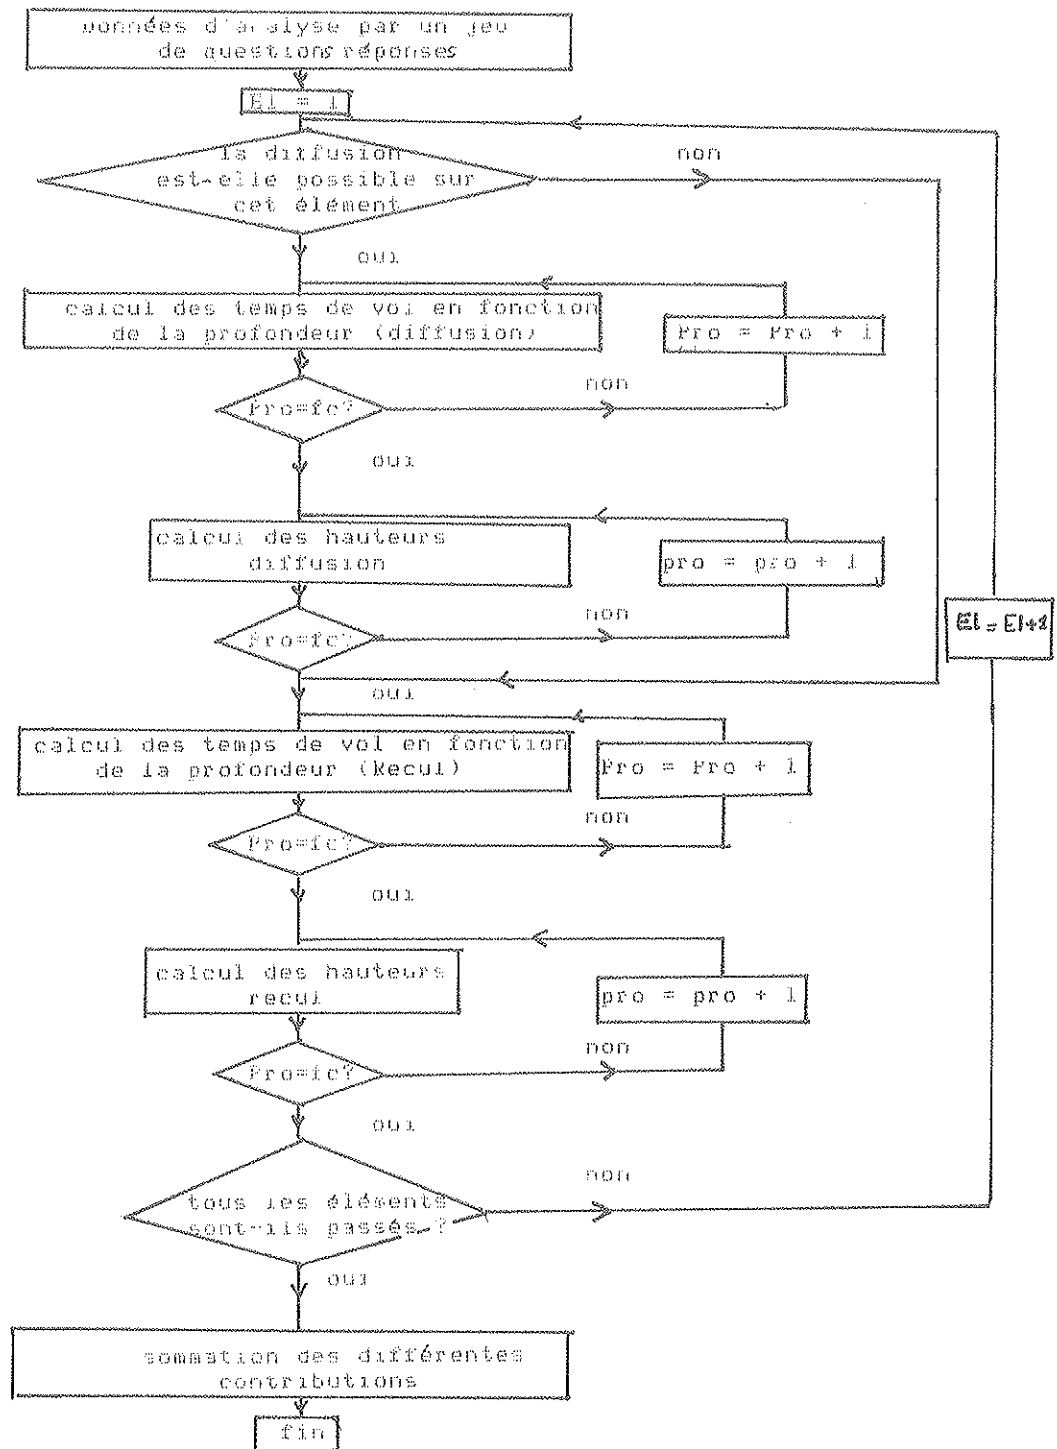 Données d'analyse par un jeu
de questions réponses
El = 1
la diffusion
est-elle possible sur
cet élément
non
oui
calcul des temps de vol en fonction
de la profondeur (diffusion)
Pro = Pro + 1
non
Pro=fc?
oui
calcul des hauteurs
diffusion
pro = pro + 1
non
Pro=fc?
El = El+1
oui
calcul des temps de vol en fonction
de la profondeur (Recul)
Pro = Pro + 1
non
Pro=fc?
oui
calcul des hauteurs
recul
pro = pro + 1
non
Pro=fc?
oui
non
tous les éléments
sont-ils passés ?
oui
sommation des différentes
contributions
fin